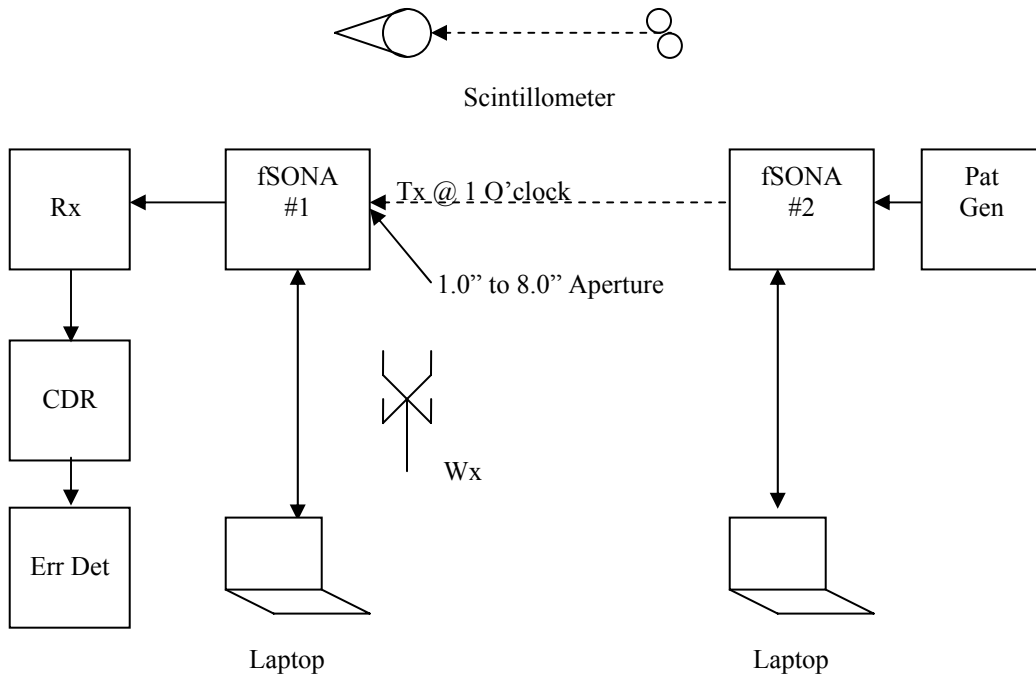 Scintillometer
Rx
fSONA
#1
Tx @ 1 O’clock
fSONA
#2
Pat
Gen
1.0” to 8.0” Aperture
CDR
Wx
Err Det
Laptop
Laptop